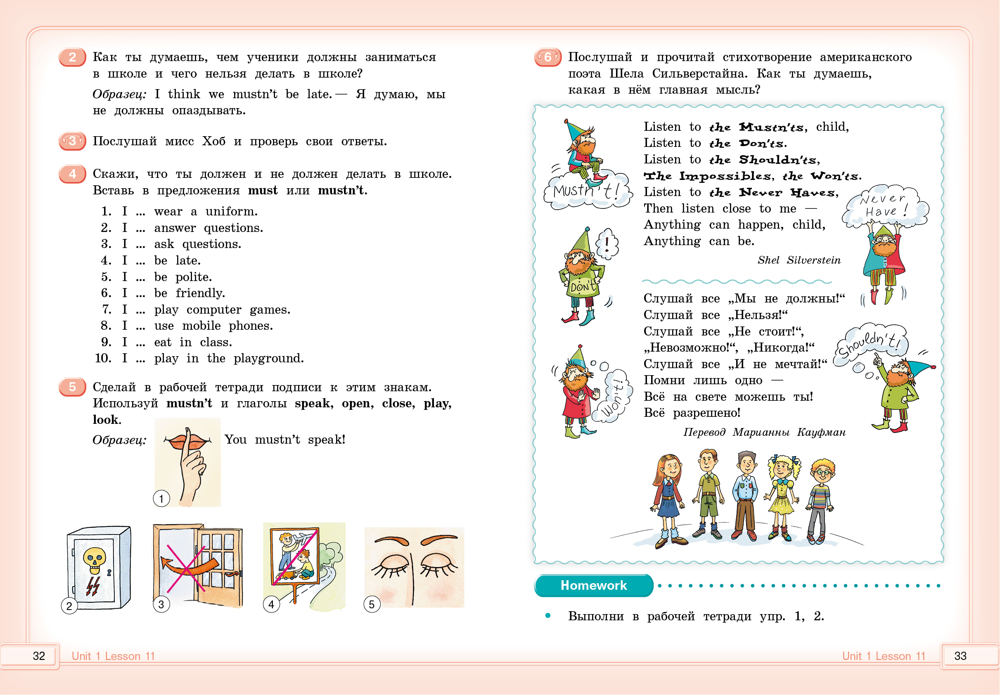 2 Как ты думаешь, чем ученики должны заниматься
в школе и чего нельзя делать в школе?
Образец: I think we mustn’t be late. — Я думаю, мы
не должны опаздывать.
3 Послушай мисс Хоб и проверь свои ответы.
4 Скажи, что ты должен и не должен делать в школе.
Вставь в предложения must или mustn’t.
1. I ... wear a uniform.
2. I ... answer questions.
3. I ... ask questions.
4. I ... be late.
5. I ... be polite.
6. I ... be friendly.
7. I ... play computer games.
8. I ... use mobile phones.
9. I ... eat in class.
10. I ... play in the playground.
5 Сделай в рабочей тетради подписи к этим знакам.
Используй mustn’t и глаголы speak, open, close, play,
look.
Образец: You mustn’t speak!
1
2
3
4
5
32 Unit 1 Lesson 11
6 Послушай и прочитай стихотворение американского
поэта Шела Сильверстайна. Как ты думаешь,
какая в нём главная мысль?
Listen to the Mustn’ts, child,
Listen to the Don’ts.
Listen to the Shouldn’ts,
The Impossibles, the Won’ts.
Listen to the Never Haves,
Then listen close to me —
Anything can happen, child,
Anything can be.
Shel Silverstein
Mustn't!
Never
Have!
!
DON't
Слушай все „Мы не должны!“
Слушай все „Нельзя!“
Слушай все „Не стоит!“,
„Невозможно!“, „Никогда!“
Слушай все „И не мечтай!“
Помни лишь одно —
Всё на свете можешь ты!
Всё разрешено!
Перевод Марианны Кауфман
Shouldn't!
Won't!
Homework
• Выполни в рабочей тетради упр. 1, 2.
Unit 1 Lesson 11 33